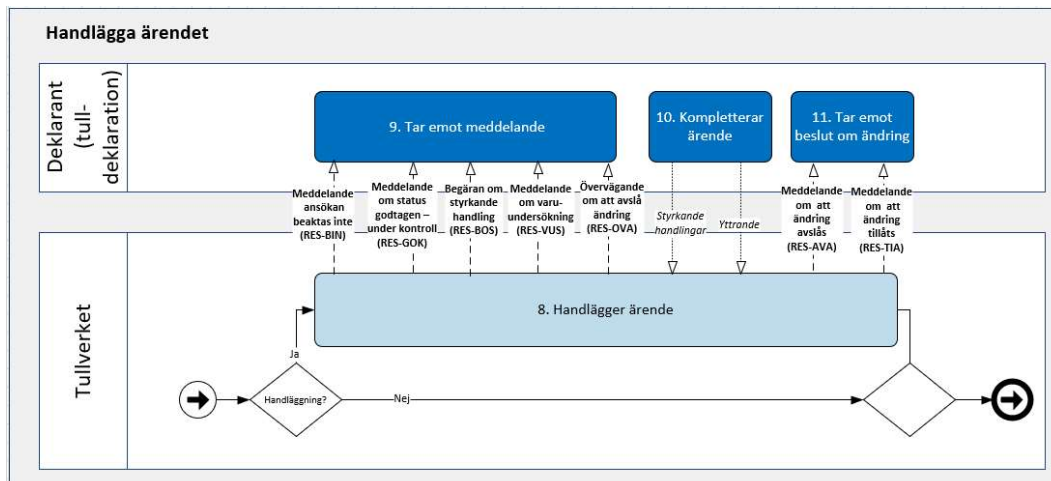 Handlägga ärendet
Deklarant
(tull-
deklaration)
9. Tar emot meddelande
10. Kompletterar
ärende
11. Tar emot
beslut om ändring
Meddelande
ansökan
beaktas inte
(RES-BIN)
Meddelande
om status
godtagen –
under kontroll
(RES-GOK)
Begäran om
styrkande
handling
(RES-BOS)
Meddelande
om varu-
undersökning
(RES-VUS)
Övervägande
om att avslå
ändring
(RES-OVA)
Styrkande
handlingar
Yttrande
Meddelande
om att
ändring
avslås
(RES-AVA)
Meddelande
om att
ändring
tillåts
(RES-TIA)
Tullverket
8. Handlägger ärende
Ja
Handläggning?
Nej